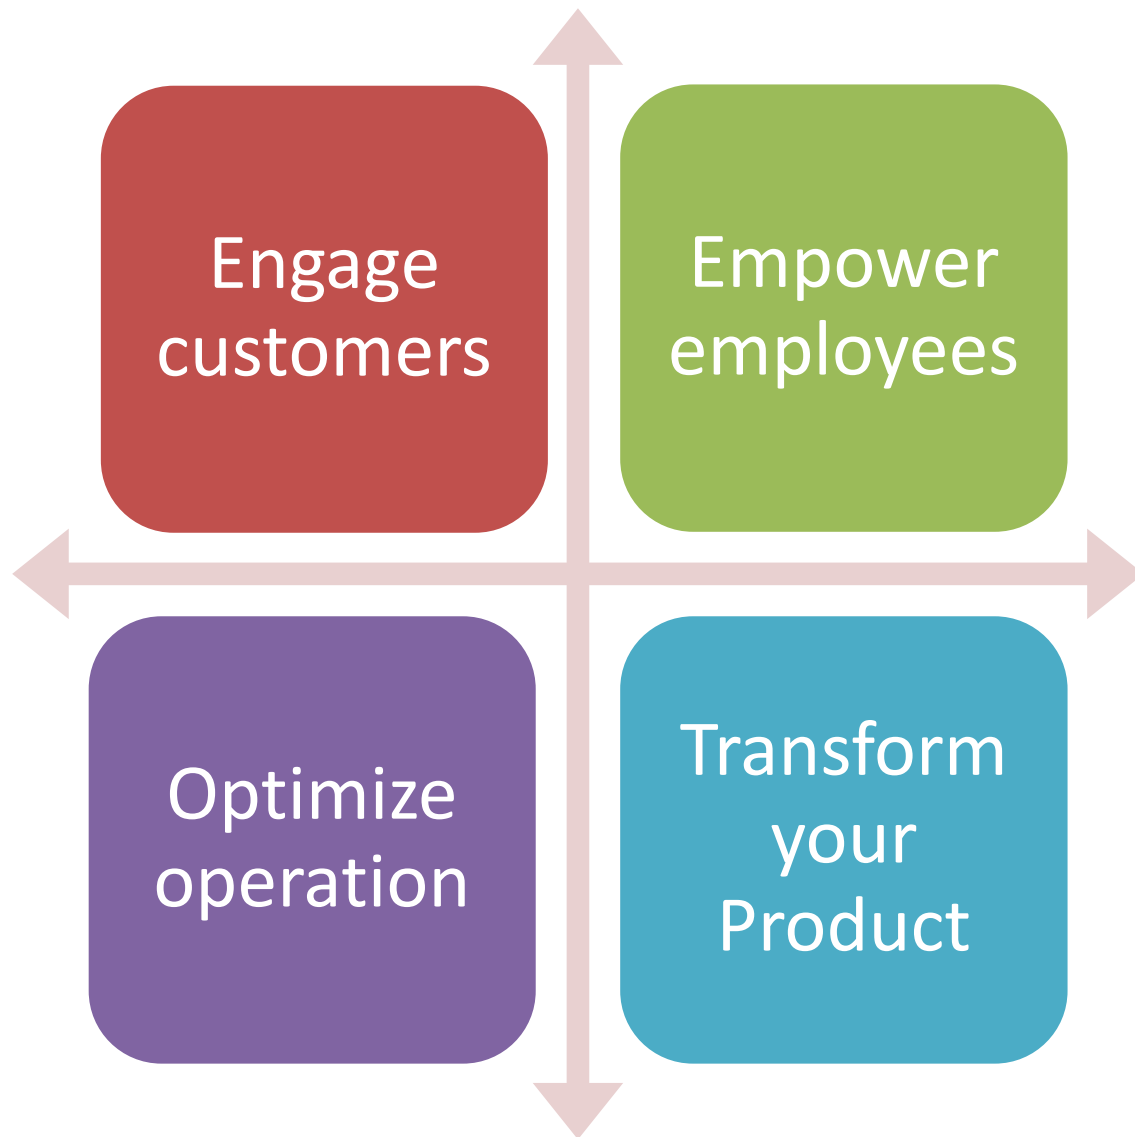 Engage
customers
Empower
employees
Optimize
operation
Transform
your
Product